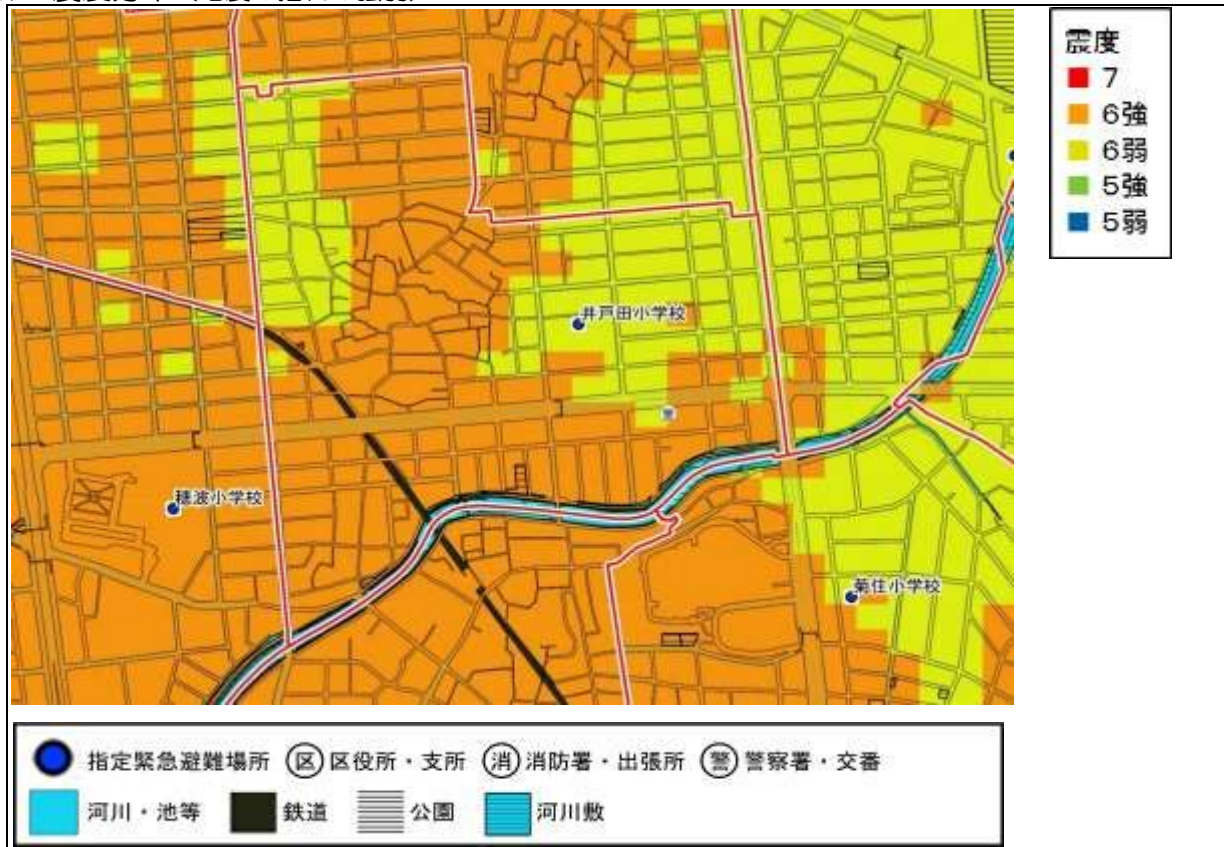 震度
7
6強
6弱
5強
5弱
井戸田小学校
穂波小学校
菊住小学校
指定緊急避難場所 区 区役所・支所 消 消防署・出張所 警 警察署・交番
河川・池等 鉄道 公園 河川敷